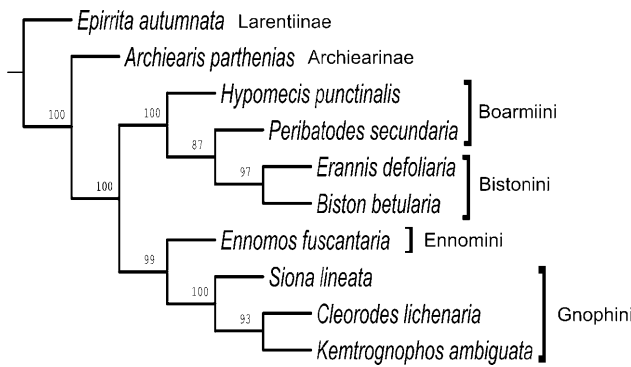 Epirrita autumnata Larentiinae
Archiearis parthenias Archiearinae
100
Hypomecis punctinalis
100
Boarmiini
Peribatodes secundaria
87
Erannis defoliaria
97
100
Bistonini
Biston betularia
Ennomos fuscantaria Ennomini
99
Siona lineata
100
Cleorodes lichenaria
93
Gnophini
Kemtrognophos ambiguata